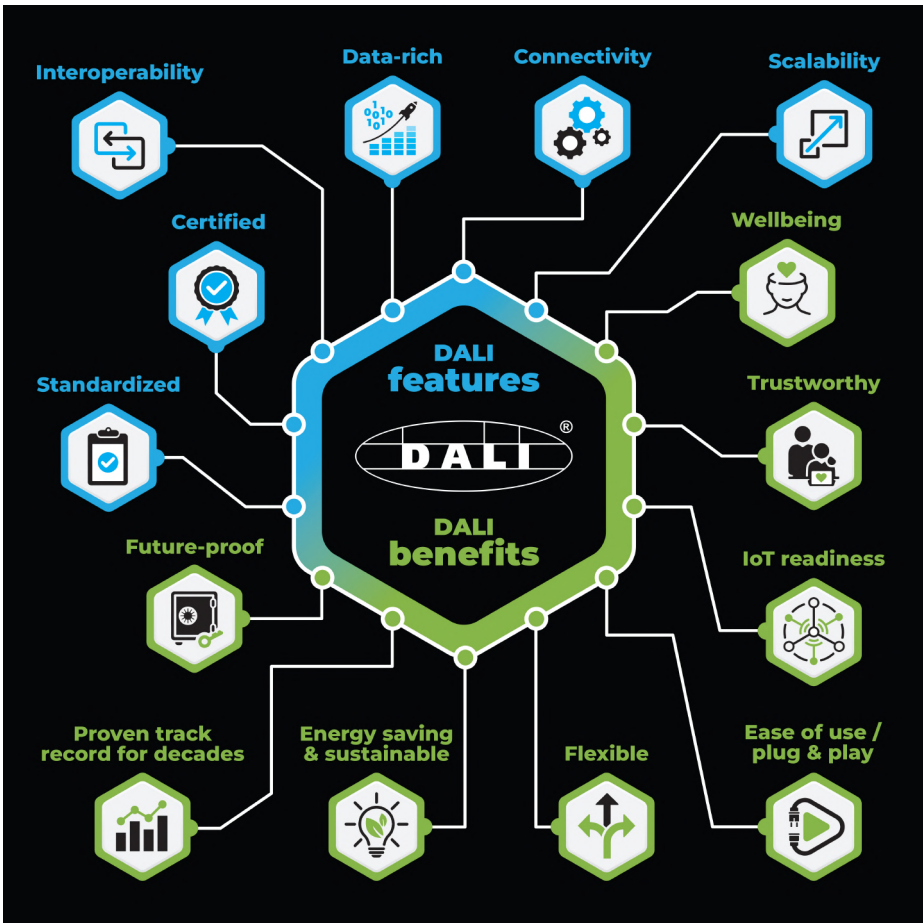 Interoperability
Data-rich
Connectivity
Scalability
Certified
Wellbeing
Standardized
DALI
features
Trustworthy
DALI
®
DALI
benefits
Future-proof
IoT readiness
Proven track
record for decades
Energy saving
& sustainable
Flexible
Ease of use /
plug & play